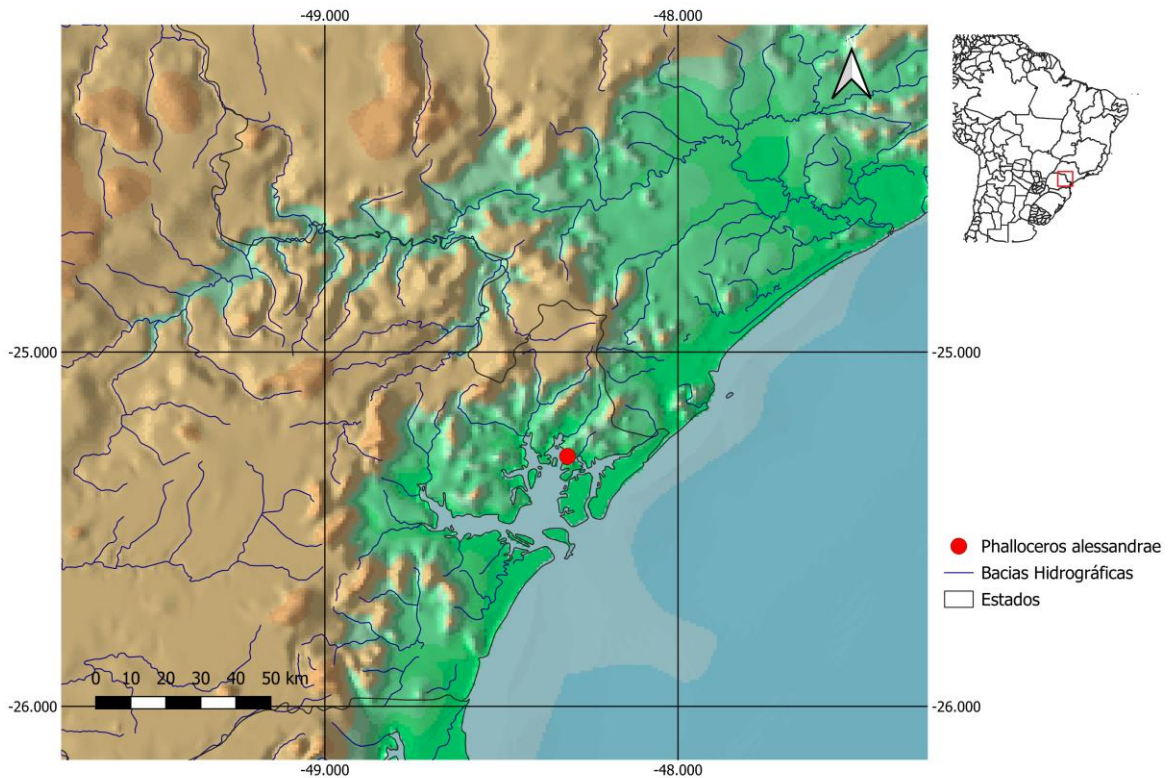 -49.000
-48.000
-25.000
-25.000
0 10 20 30 40 50 km
-26.000
-26.000
-49.000
-48.000
Phalloceros alessandrae
Bacias Hidrográficas
Estados